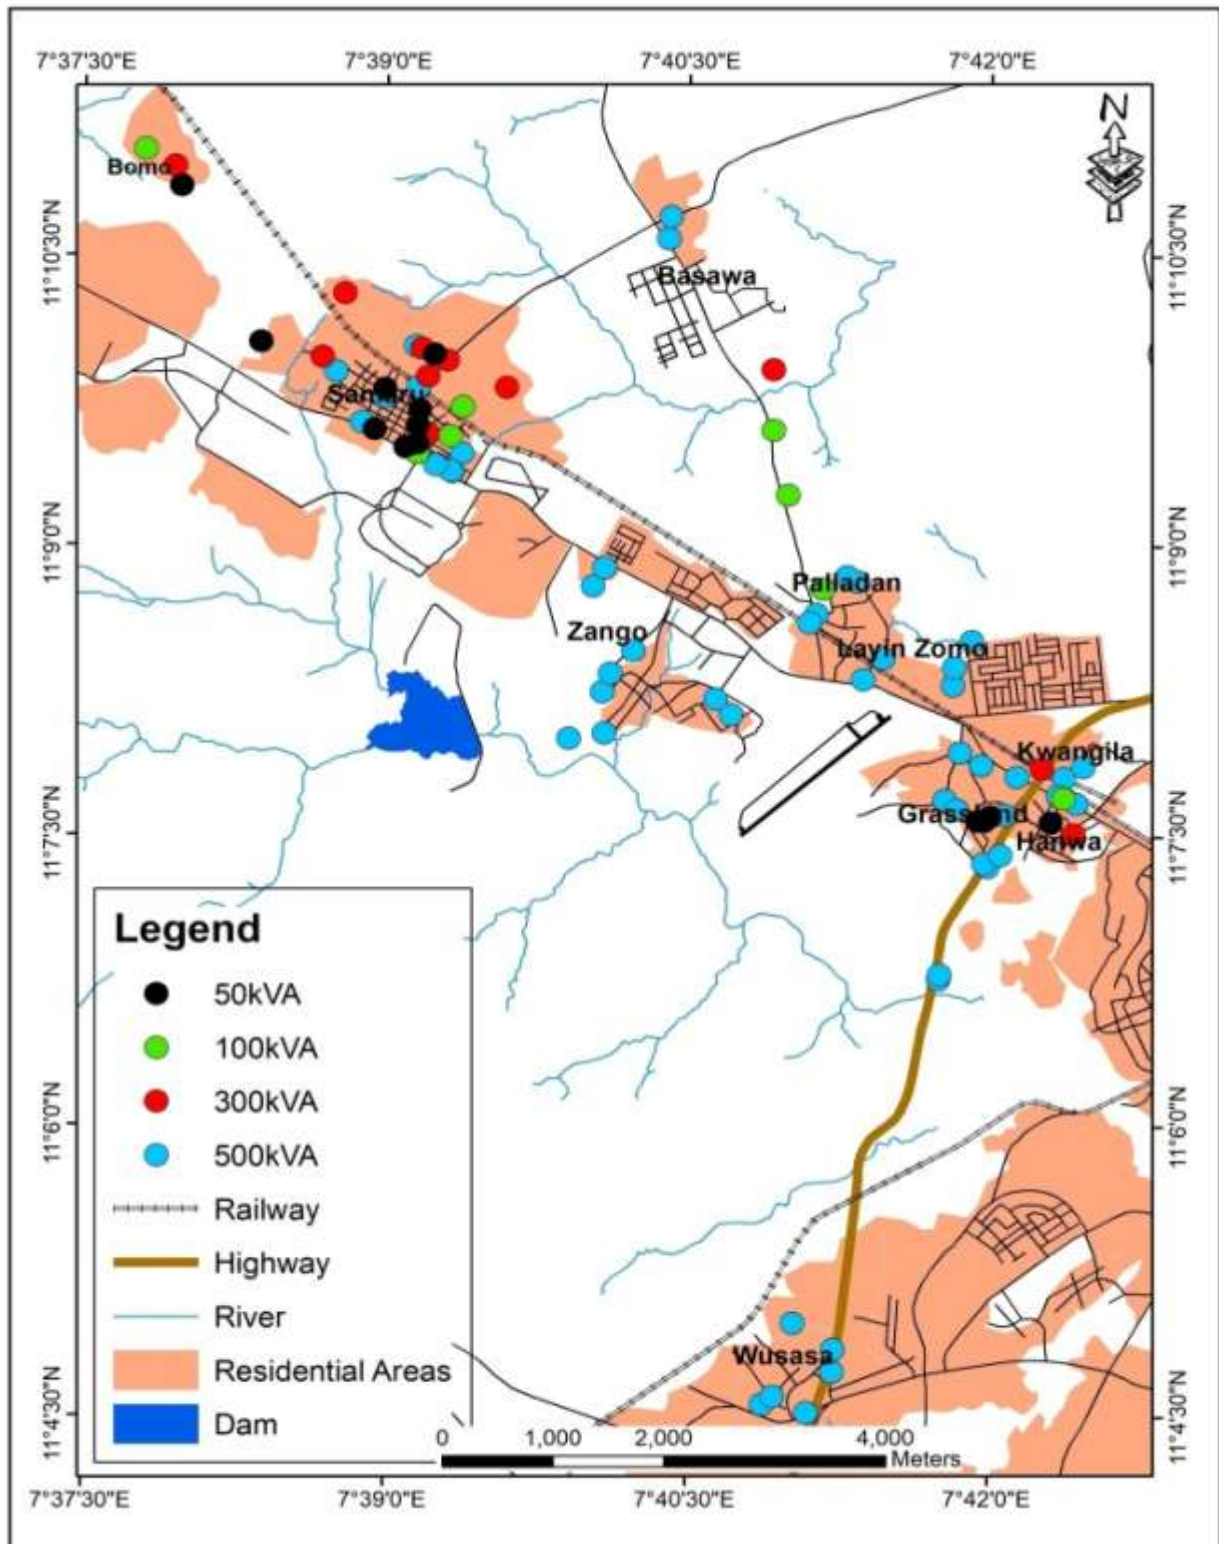 7°37'30"E 7°39'0"E 7°40'30"E 7°42'0"E
N
Bomo
11°10'30"N 11°10'30"N
Basawa
Samaru
11°9'0"N 11°9'0"N
Palladan
Zango
Layin Zomo
Kwangila
Grassland
Hanwa
11°7'30"N 11°7'30"N
Legend
50kVA
100kVA
300kVA
500kVA
Railway
Highway
River
Residential Areas
Dam
11°6'0"N 11°6'0"N
Wusasa
11°4'30"N 11°4'30"N
0 1,000 2,000 4,000
Meters
7°37'30"E 7°39'0"E 7°40'30"E 7°42'0"E